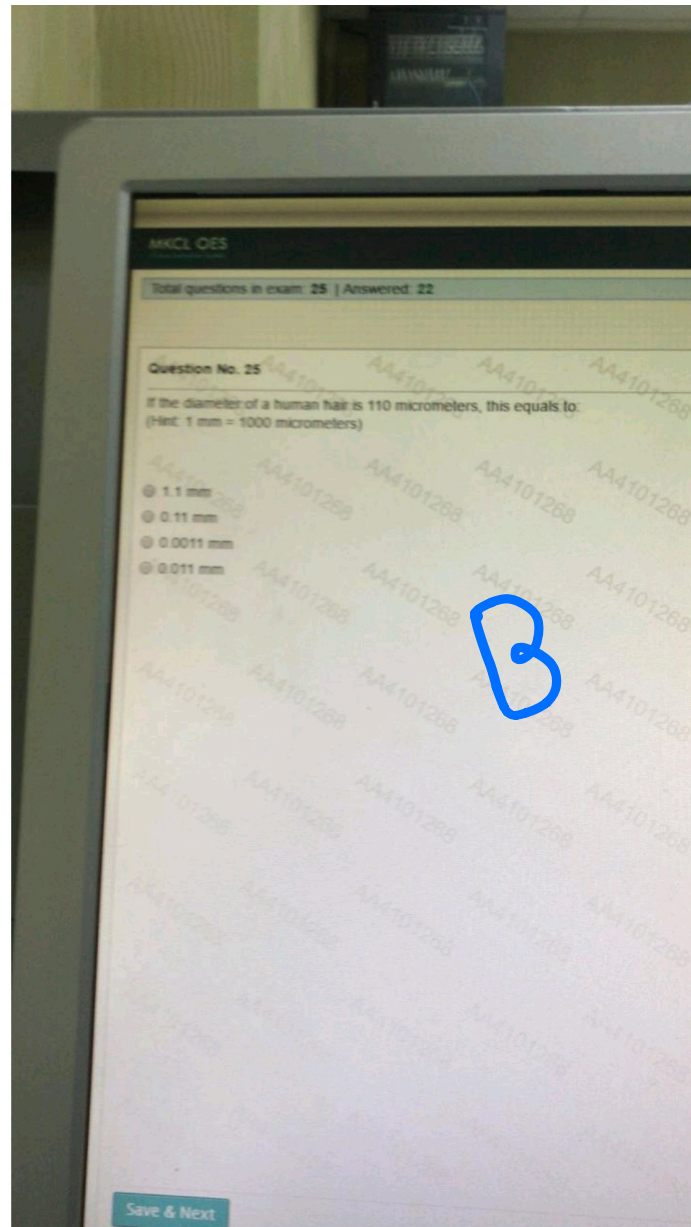 MKCL OES
Total questions in exam: 25 | Answered: 22
Question No. 25
If the diameter of a human hair is 110 micrometers, this equals to:
(Hint: 1 mm = 1000 micrometers)
1.1 mm
0.11 mm
0.0011 mm
0.011 mm
B
AA4101268
Save & Next